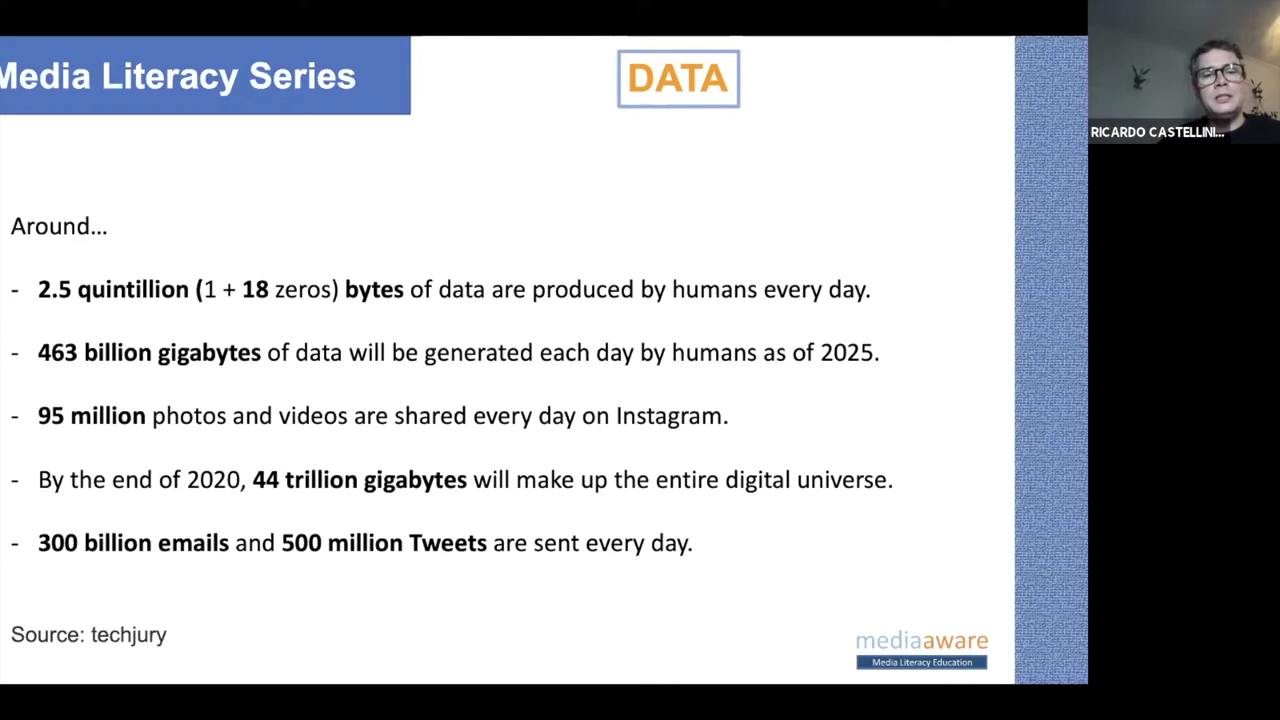 Media Literacy Series
DATA
RICARDO CASTELLINI...
Around...
- 2.5 quintillion (1 + 18 zeros) bytes of data are produced by humans every day.
- 463 billion gigabytes of data will be generated each day by humans as of 2025.
- 95 million photos and videos are shared every day on Instagram.
- By the end of 2020, 44 trillion gigabytes will make up the entire digital universe.
- 300 billion emails and 500 million Tweets are sent every day.
Source: techjury
mediaaware
Media Literacy Education